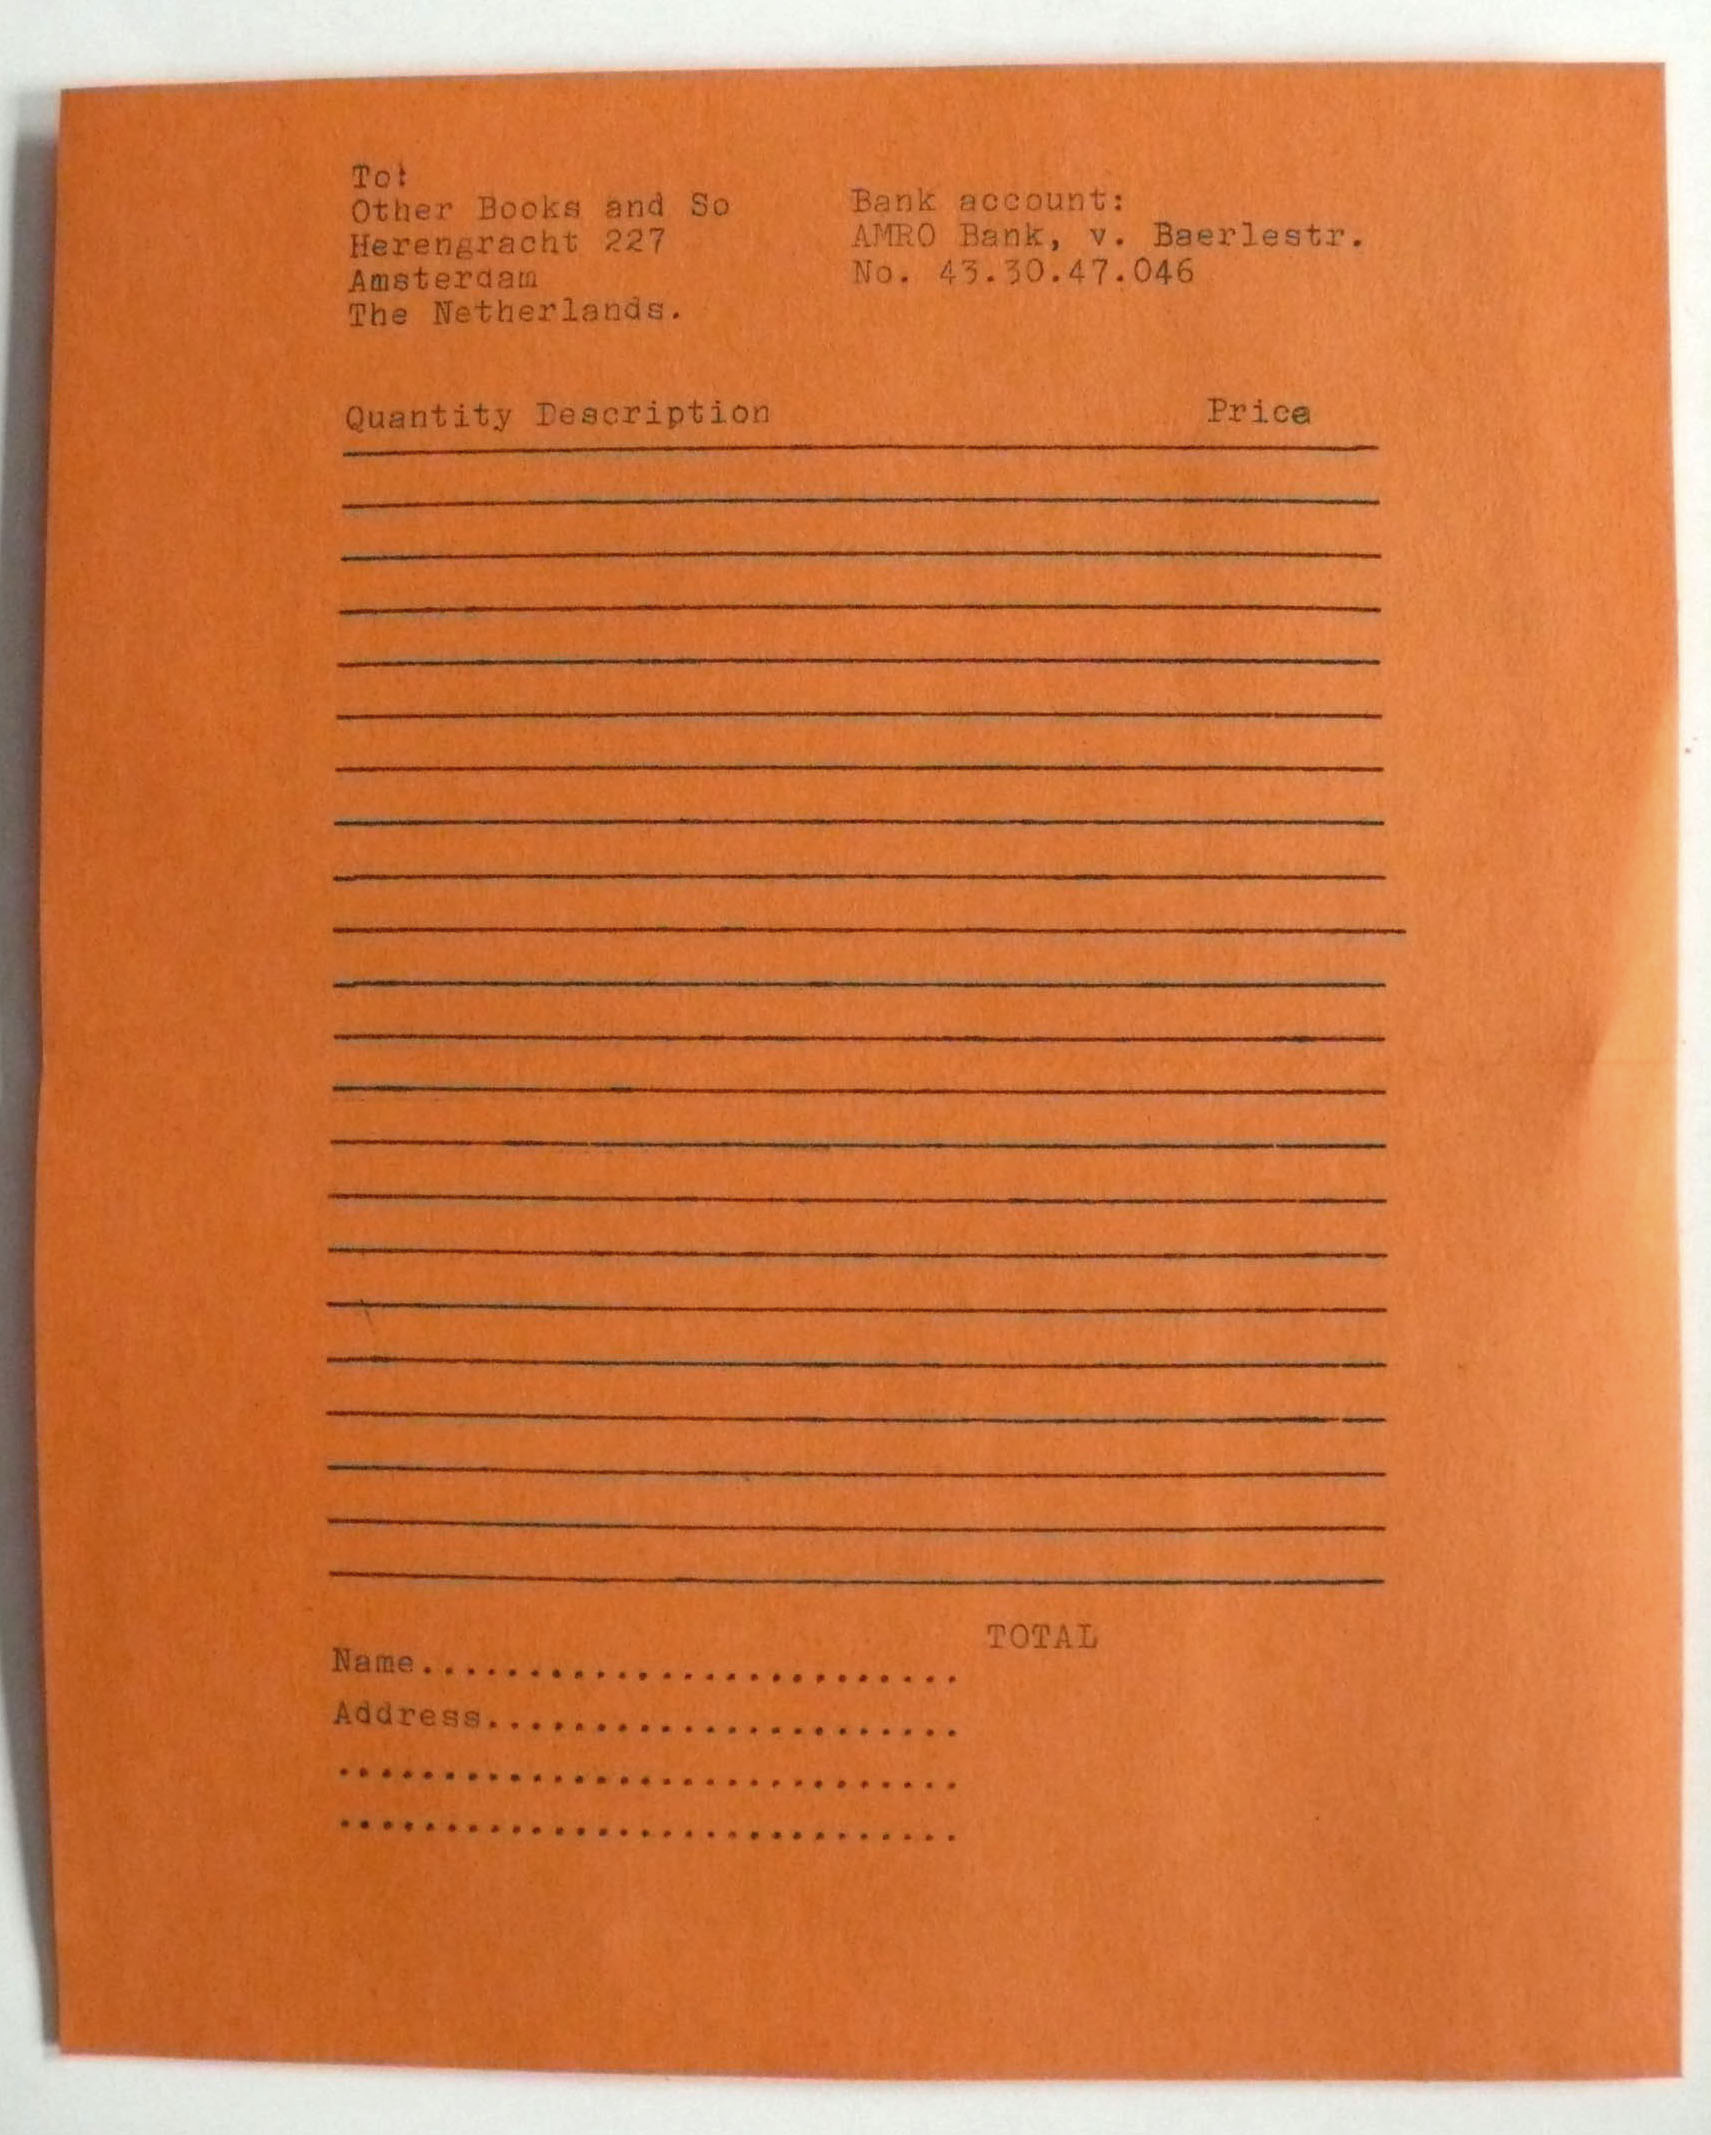 To:
Other Books and So
Herengracht 227
Amsterdam
The Netherlands.
Bank account:
AMRO Bank, v. Baerlestr.
No. 43.30.47.046
Quantity Description Price
TOTAL
Name.........................
Address......................
.............................
.............................